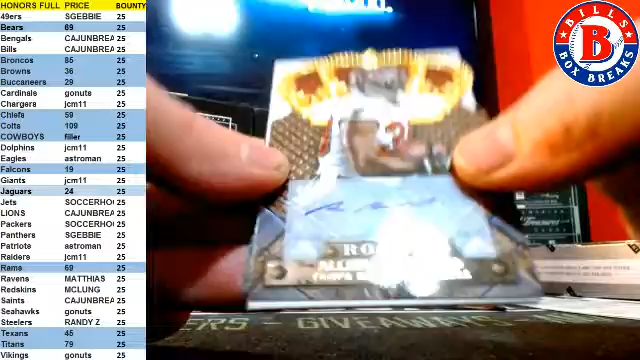 HONORS FULL PRICE BOUNTY
49ers SGEBBIE 25
Bears 69 25
Bengals CAJUNBREA 25
Bills CAJUNBREA 25
Broncos 85 25
Browns 36 25
Buccaneers 29 25
Cardinals gonuts 25
Chargers jcm11 25
Chiefs 59 25
Colts 109 25
COWBOYS filler 25
Dolphins jcm11 25
Eagles astroman 25
Falcons 19 25
Giants jcm11 25
Jaguars 24 25
Jets SOCCERHO 25
LIONS CAJUNBREA 25
Packers SOCCERHO 25
Panthers SGEBBIE 25
Patriots astroman 25
Raiders jcm11 25
Rams 69 25
Ravens MATTHIAS 25
Redskins MCLUNG 25
Saints CAJUNBREA 25
Seahawks gonuts 25
Steelers RANDY Z 25
Texans 45 25
Titans 79 25
Vikings gonuts 25
BILLS
B
BOX BREAKS
GIVEAWAYS